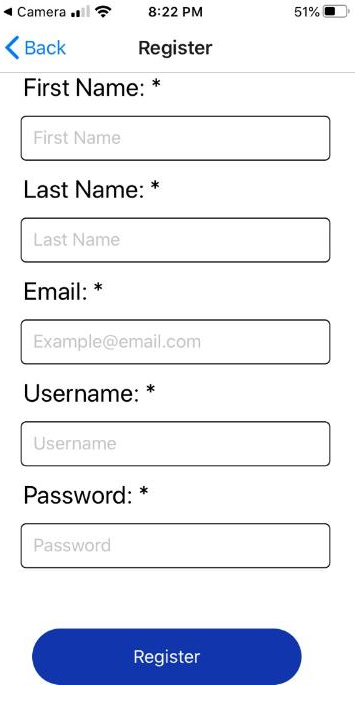 Camera 8:22 PM 51%
Back Register
First Name: *
First Name
Last Name: *
Last Name
Email: *
Example@email.com
Username: *
Username
Password: *
Password
Register